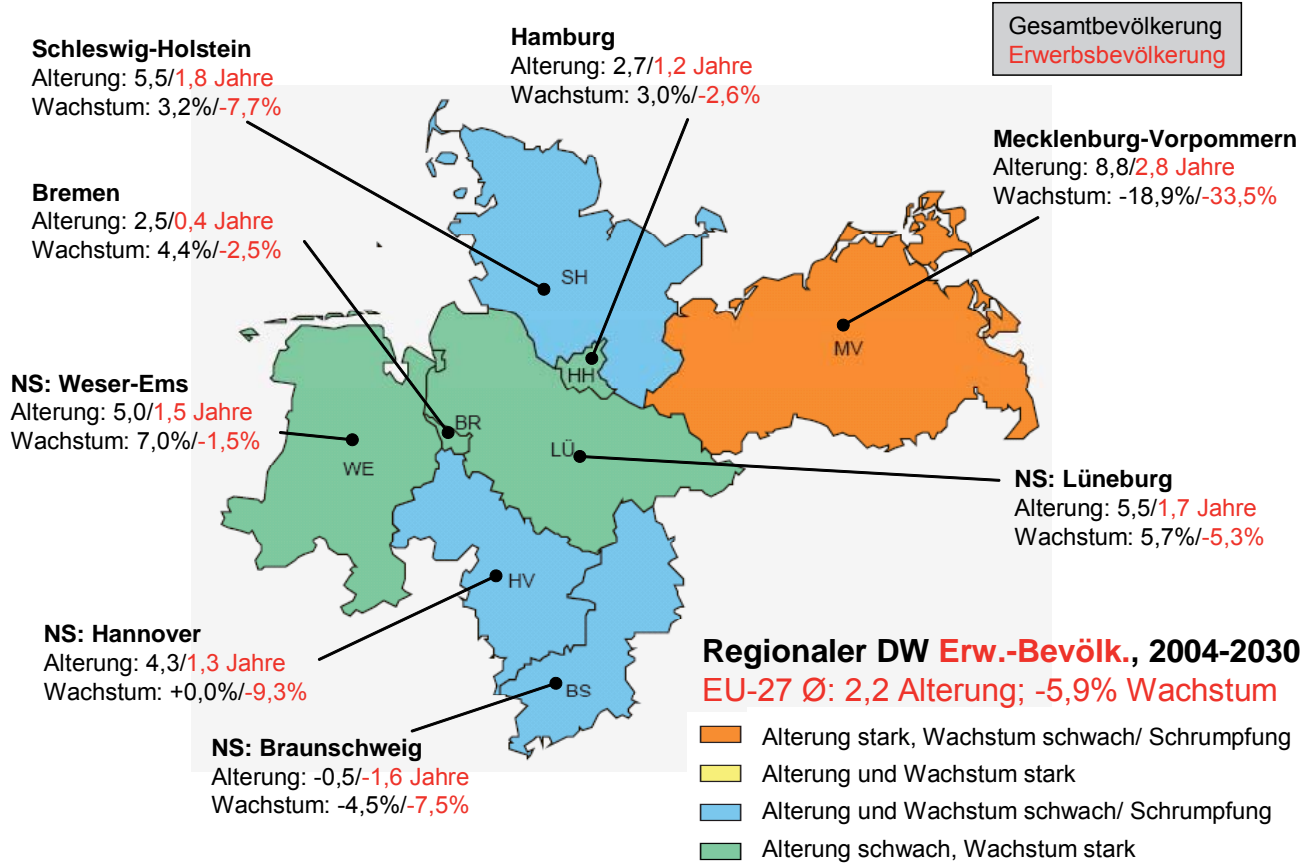 Gesamtbevölkerung
Erwerbsbevölkerung
Schleswig-Holstein
Alterung: 5,5/1,8 Jahre
Wachstum: 3,2%/-7,7%
Hamburg
Alterung: 2,7/1,2 Jahre
Wachstum: 3,0%/-2,6%
Mecklenburg-Vorpommern
Alterung: 8,8/2,8 Jahre
Wachstum: -18,9%/-33,5%
Bremen
Alterung: 2,5/0,4 Jahre
Wachstum: 4,4%/-2,5%
SH
MV
HH
NS: Weser-Ems
Alterung: 5,0/1,5 Jahre
Wachstum: 7,0%/-1,5%
BR
WE
LÜ
NS: Lüneburg
Alterung: 5,5/1,7 Jahre
Wachstum: 5,7%/-5,3%
HV
NS: Hannover
Alterung: 4,3/1,3 Jahre
Wachstum: +0,0%/-9,3%
BS
NS: Braunschweig
Alterung: -0,5/-1,6 Jahre
Wachstum: -4,5%/-7,5%
Regionaler DW Erw.-Bevölk., 2004-2030
EU-27 Ø: 2,2 Alterung; -5,9% Wachstum
Alterung stark, Wachstum schwach/ Schrumpfung
Alterung und Wachstum stark
Alterung und Wachstum schwach/ Schrumpfung
Alterung schwach, Wachstum stark